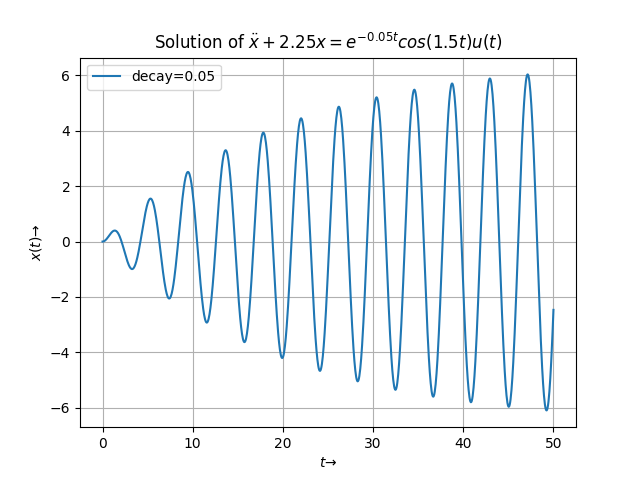 Solution of ẍ + 2.25x = e^{-0.05t}cos(1.5t)u(t)
decay=0.05
6
4
2
0
−2
−4
−6
x(t)→
0 10 20 30 40 50
t→